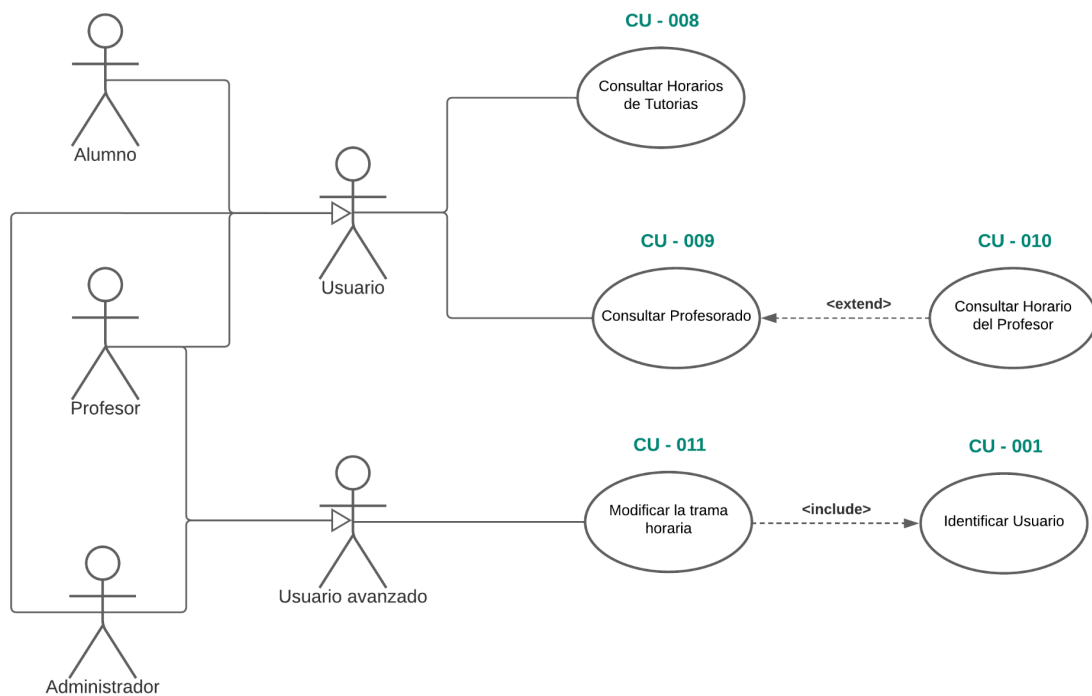 CU - 008
Consultar Horarios
de Tutorias
Alumno
Usuario
CU - 009
Consultar Profesorado
<extend>
CU - 010
Consultar Horario
del Profesor
Profesor
CU - 011
Modificar la trama
horaria
<include>
CU - 001
Identificar Usuario
Usuario avanzado
Administrador